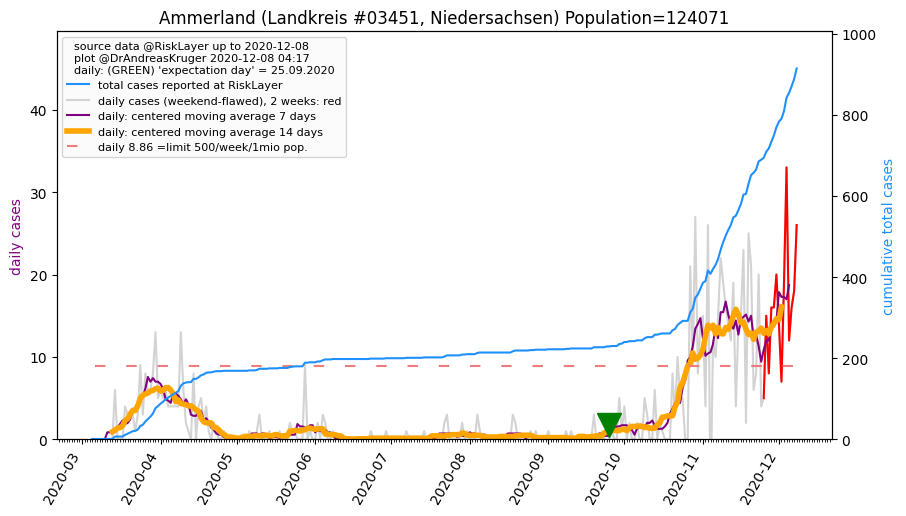 Ammerland (Landkreis #03451, Niedersachsen) Population=124071
source data @RiskLayer up to 2020-12-08
plot @DrAndreasKruger 2020-12-08 04:17
daily: (GREEN) 'expectation day' = 25.09.2020
total cases reported at RiskLayer
daily cases (weekend-flawed), 2 weeks: red
daily: centered moving average 7 days
daily: centered moving average 14 days
daily 8.86 =limit 500/week/1mio pop.
daily cases
0
10
20
30
40
cumulative total cases
0
200
400
600
800
1000
2020-03
2020-04
2020-05
2020-06
2020-07
2020-08
2020-09
2020-10
2020-11
2020-12